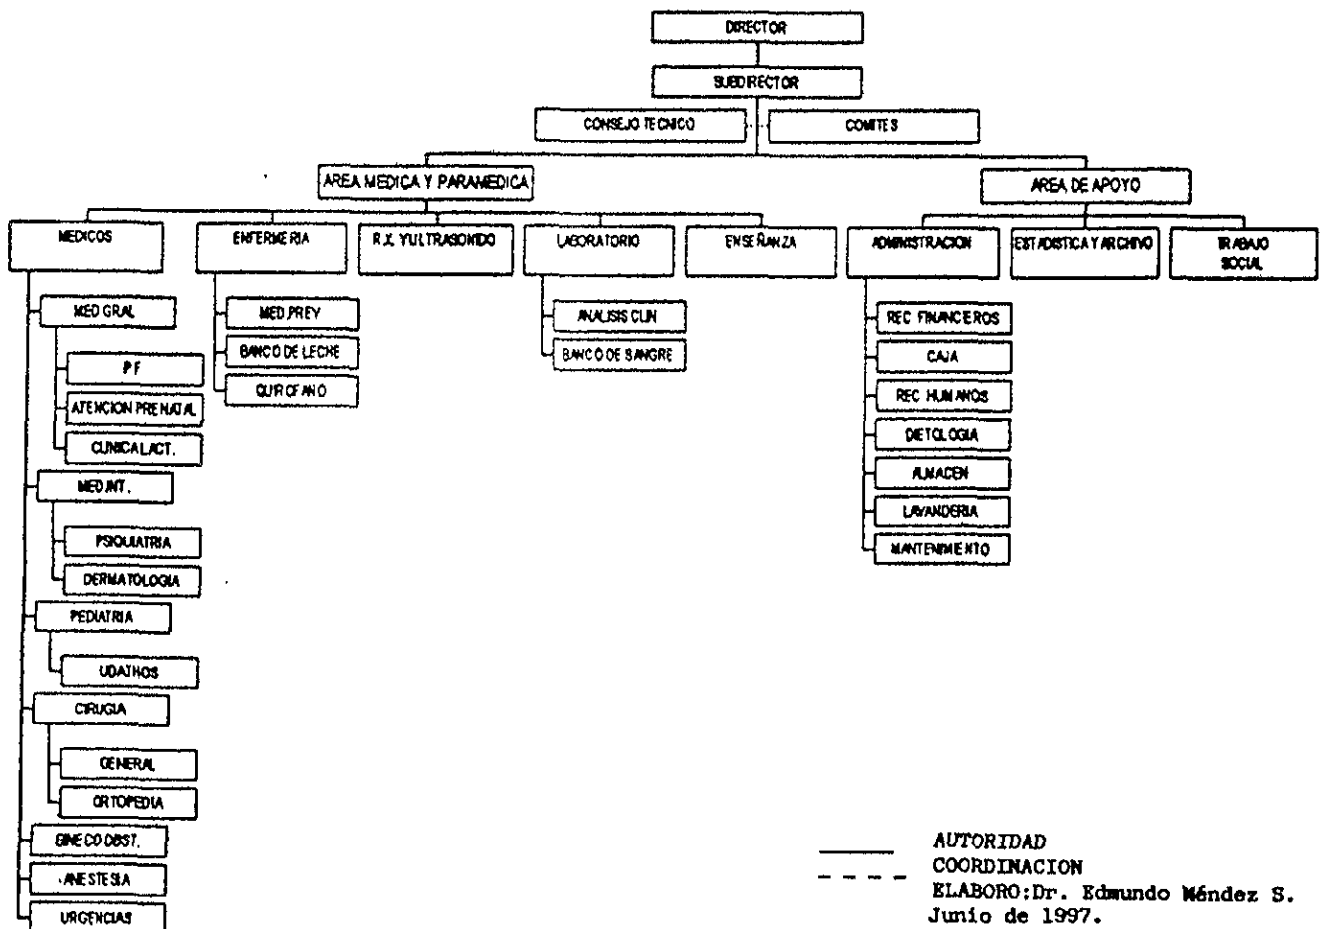 DIRECTOR
SUBDIRECTOR
CONSEJO TECNICO
COMITES
AREA MEDICA Y PARAMEDICA
AREA DE APOYO
MEDICOS
ENFERMERIA
R.X. Y ULTRASONIDO
LABORATORIO
ENSEÑANZA
ADMINISTRACION
ESTADISTICA Y ARCHIVO
TRABAJO
SOCIAL
MED GRAL
P F
ATENCION PRENATAL
CLINICA LACT.
MED.INT.
PSIQUIATRIA
DERMATOLOGIA
PEDIATRIA
UDATHOS
CIRUGIA
GENERAL
ORTOPEDIA
GINECO OBST.
ANESTESIA
URGENCIAS
MED.PREV
BANCO DE LECHE
QUIROFANO
ANALISIS CLIN
BANCO DE SANGRE
REC FINANCIEROS
CAJA
REC HUMANOS
DIETOLOGIA
ALMACEN
LAVANDERIA
MANTENIMIENTO
AUTORIDAD
COORDINACION
ELABORO:Dr. Edmundo Méndez S.
Junio de 1997.